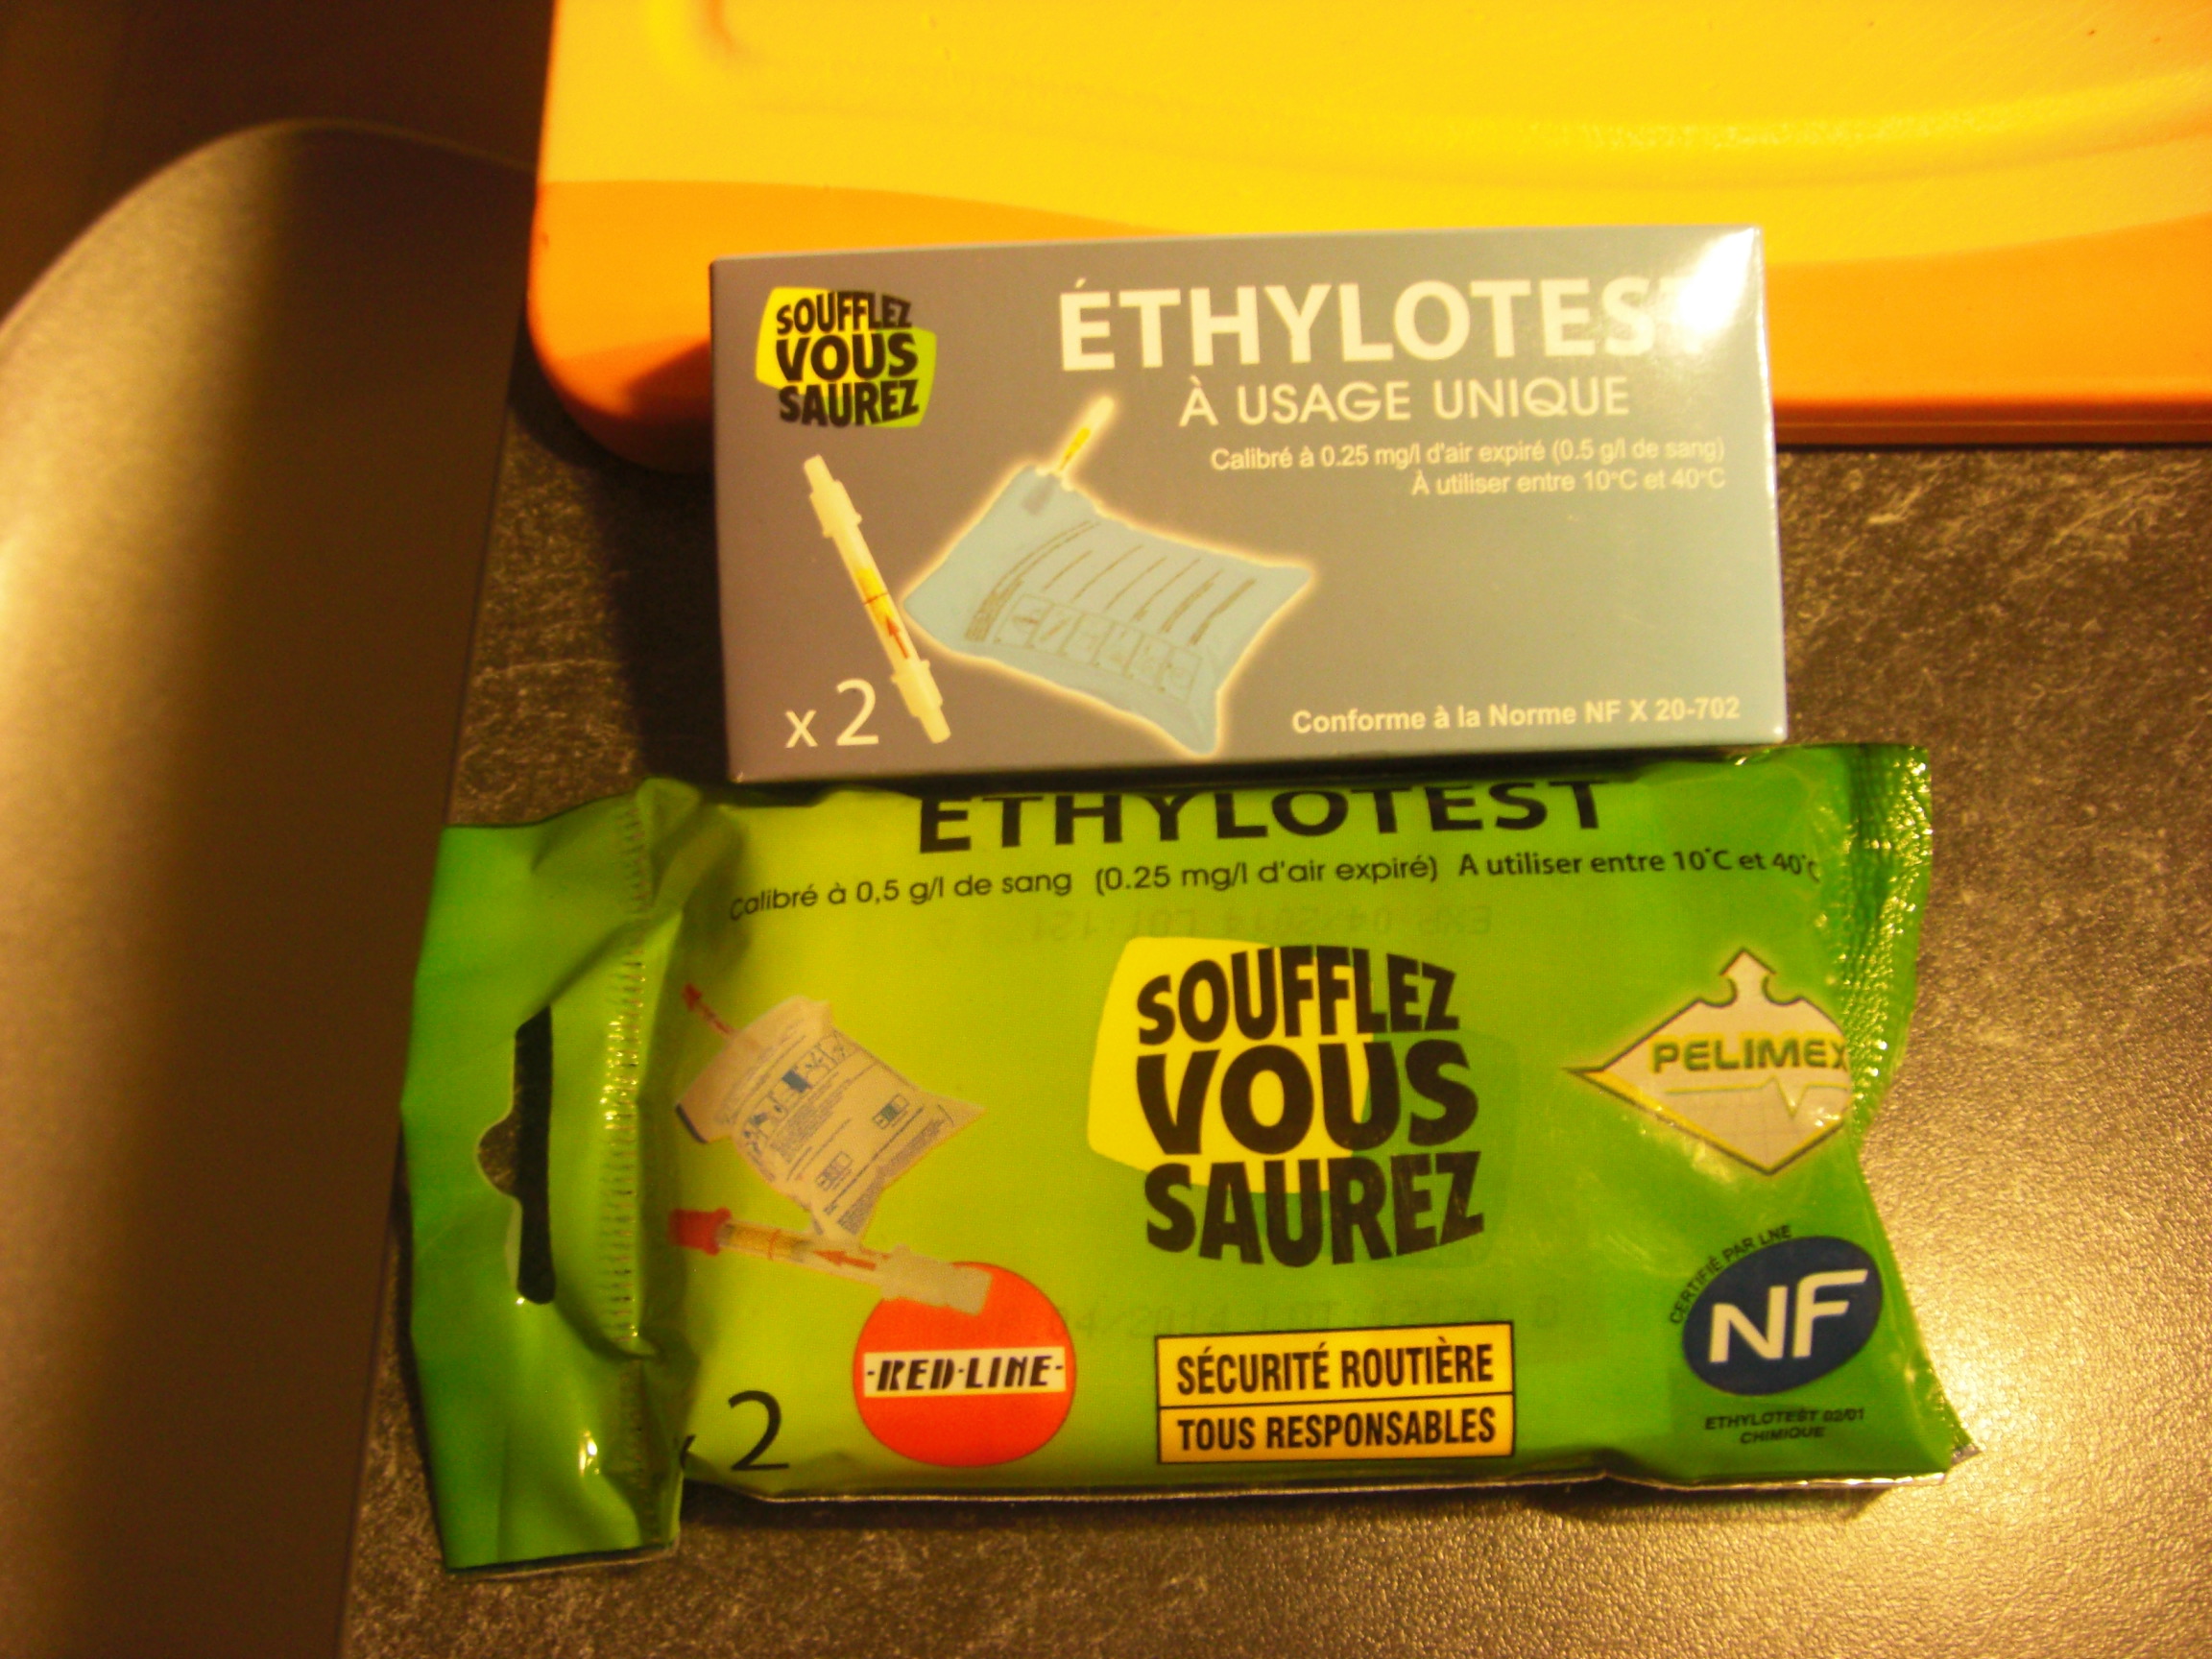 SOUFFLEZ
VOUS
SAUREZ
ÉTHYLOTEST
À USAGE UNIQUE
Calibré à 0.25 mg/l d'air expiré (0.5 g/l de sang)
À utiliser entre 10°C et 40°C
x 2
Conforme à la Norme NF X 20-702
ETHYLOTEST
Calibré à 0,5 g/l de sang (0.25 mg/l d'air expiré) A utiliser entre 10°C et 40°C
SOUFFLEZ
VOUS
SAUREZ
PELIMEX
CERTIFIÉ PAR LNE
NF
ETHYLOTEST 02/01
CHIMIQUE
x 2
-RED-LINE-
SÉCURITÉ ROUTIÈRE
TOUS RESPONSABLES